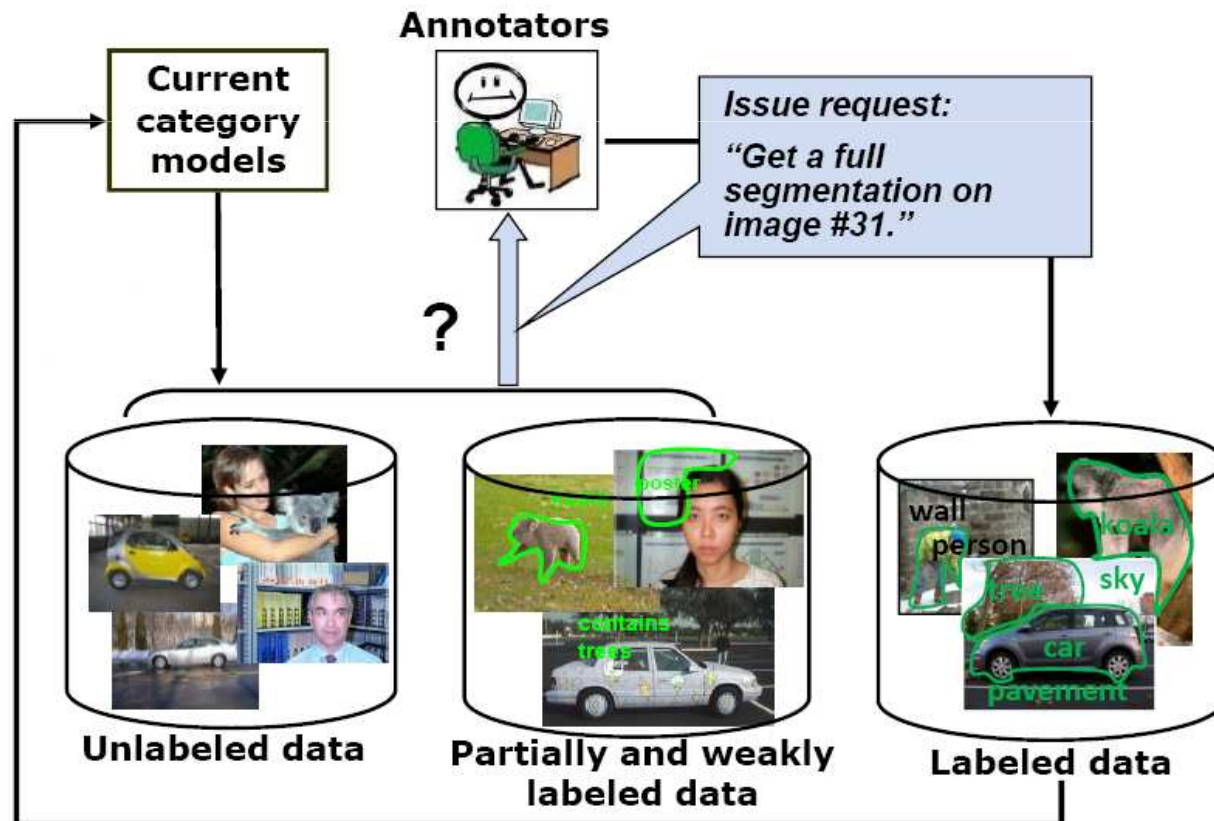 Annotators
Current
category
models
Issue request:
“Get a full
segmentation on
image #31.”
?
poster
contains
trees
wall
person
koala
tree
sky
car
pavement
Unlabeled data
Partially and weakly
labeled data
Labeled data